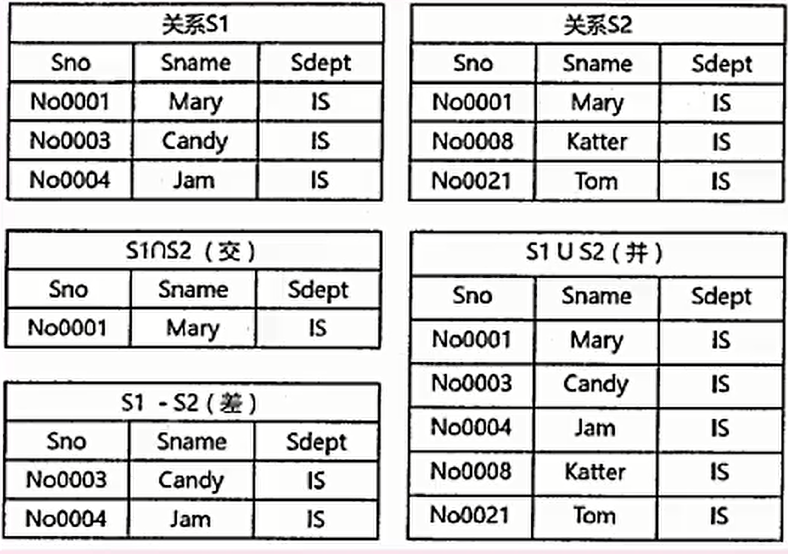 关系S1
Sno Sname Sdept
No0001 Mary IS
No0003 Candy IS
No0004 Jam IS
关系S2
Sno Sname Sdept
No0001 Mary IS
No0008 Katter IS
No0021 Tom IS
S1∩S2（交）
Sno Sname Sdept
No0001 Mary IS
S1 - S2（差）
Sno Sname Sdept
No0003 Candy IS
No0004 Jam IS
S1 U S2（并）
Sno Sname Sdept
No0001 Mary IS
No0003 Candy IS
No0004 Jam IS
No0008 Katter IS
No0021 Tom IS